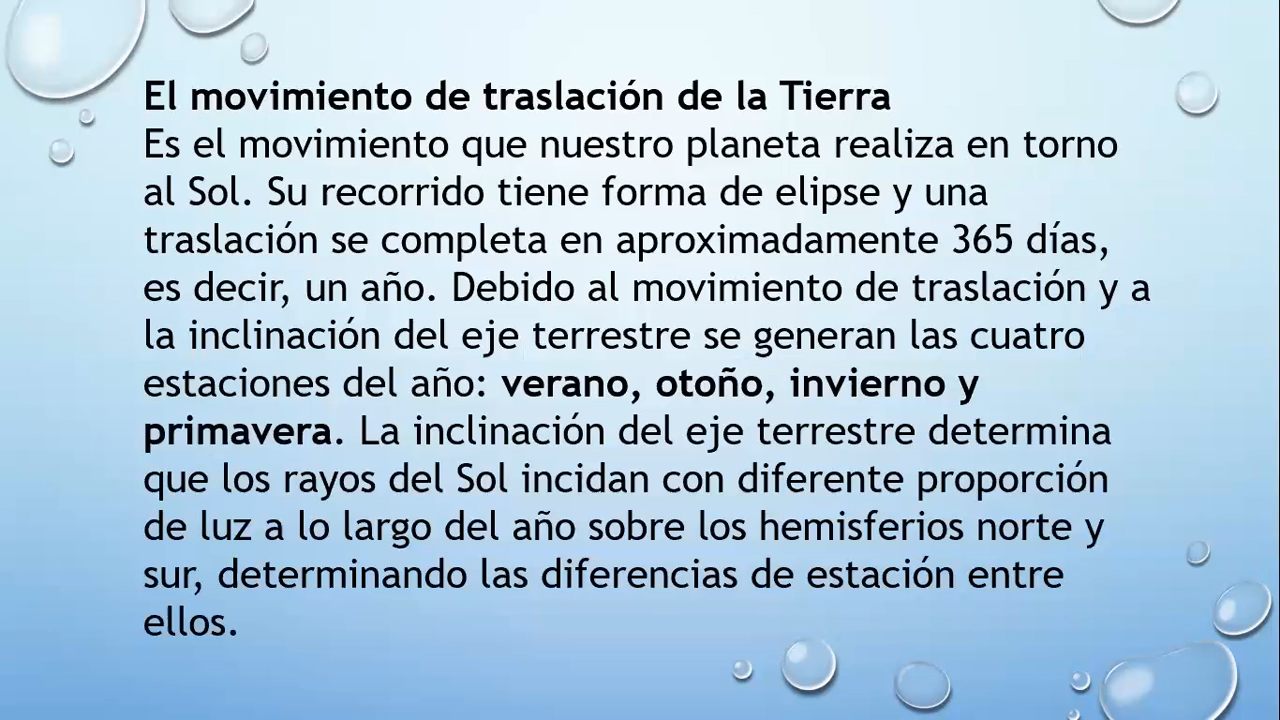 El movimiento de traslación de la Tierra
Es el movimiento que nuestro planeta realiza en torno
al Sol. Su recorrido tiene forma de elipse y una
traslación se completa en aproximadamente 365 días,
es decir, un año. Debido al movimiento de traslación y a
la inclinación del eje terrestre se generan las cuatro
estaciones del año: verano, otoño, invierno y
primavera. La inclinación del eje terrestre determina
que los rayos del Sol incidan con diferente proporción
de luz a lo largo del año sobre los hemisferios norte y
sur, determinando las diferencias de estación entre
ellos.